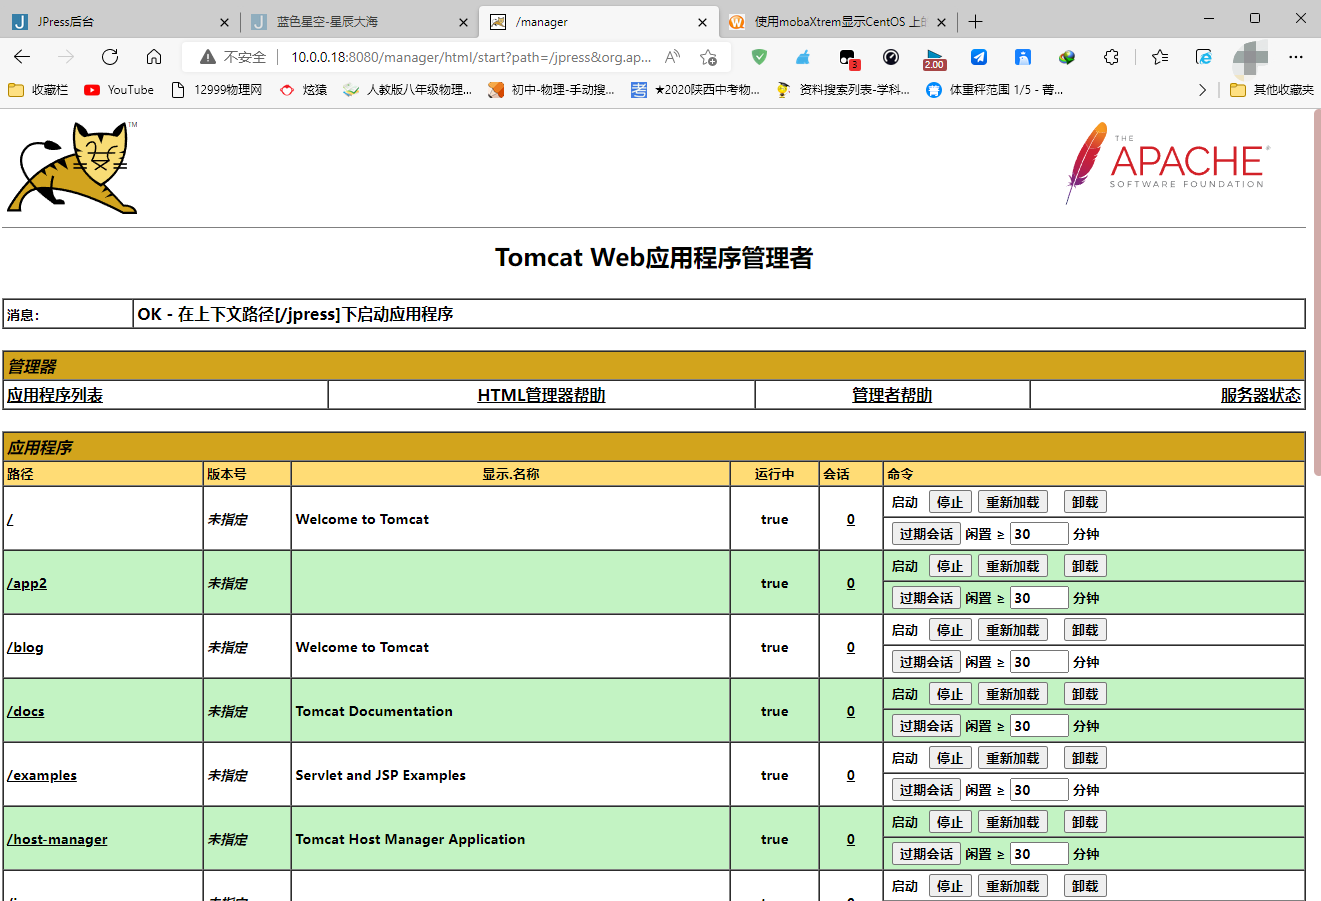 JPress后台
蓝色星空-星辰大海
/manager
使用mobaXtrem显示CentOS 上的
不安全
10.0.0.18:8080/manager/html/start?path=/jpress&org.ap...
3
2.00
收藏栏
YouTube
12999物理网
炫猿
人教版八年级物理...
初中-物理-手动搜...
★2020陕西中考物...
资料搜索列表-学科...
体重秤范围 1/5 - 菁...
其他收藏夹
TM
THE
APACHE
SOFTWARE FOUNDATION
Tomcat Web应用程序管理者
消息: OK - 在上下文路径[/jpress]下启动应用程序
管理器
应用程序列表 HTML管理器帮助 管理者帮助 服务器状态
应用程序
路径 版本号 显示.名称 运行中 会话 命令
启动 停止 重新加载 卸载
/ 未指定 Welcome to Tomcat true 0
过期会话 闲置 ≥ 30 分钟
启动 停止 重新加载 卸载
/app2 未指定 true 0
过期会话 闲置 ≥ 30 分钟
启动 停止 重新加载 卸载
/blog 未指定 Welcome to Tomcat true 0
过期会话 闲置 ≥ 30 分钟
启动 停止 重新加载 卸载
/docs 未指定 Tomcat Documentation true 0
过期会话 闲置 ≥ 30 分钟
启动 停止 重新加载 卸载
/examples 未指定 Servlet and JSP Examples true 0
过期会话 闲置 ≥ 30 分钟
启动 停止 重新加载 卸载
/host-manager 未指定 Tomcat Host Manager Application true 0
过期会话 闲置 ≥ 30 分钟
启动 停止 重新加载 卸载